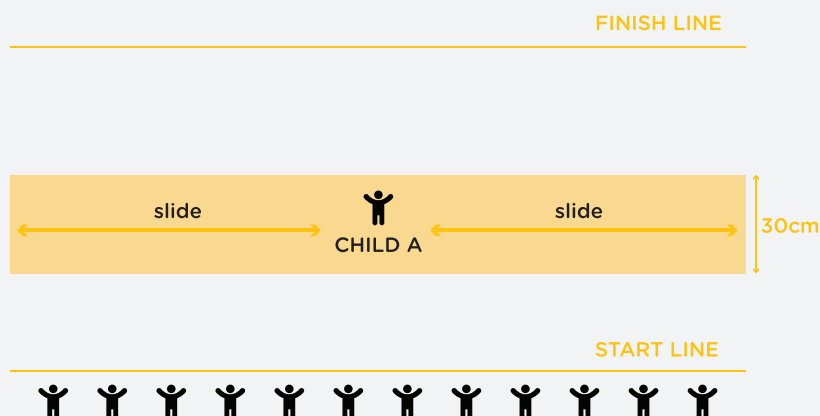 FINISH LINE
slide
slide
30cm
CHILD A
START LINE